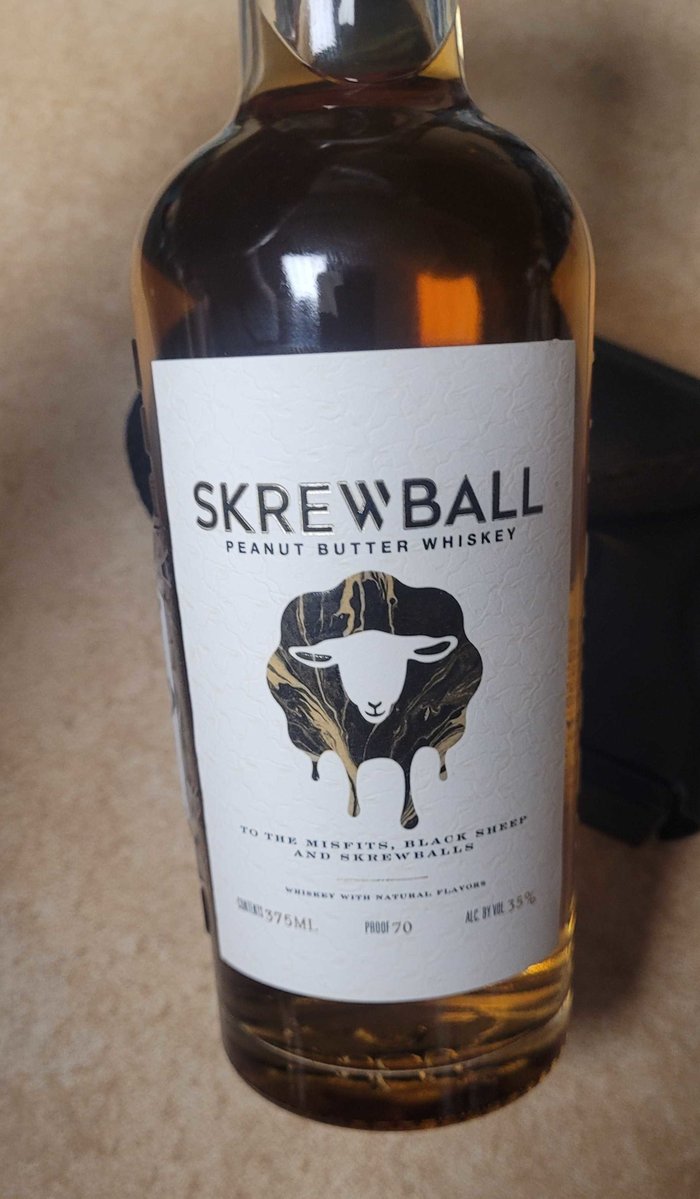 SKREWBALL
PEANUT BUTTER WHISKEY
TO THE MISFITS, BLACK SHEEP
AND SKREWBALLS
WHISKEY WITH NATURAL FLAVORS
CONTENTS 375ML PROOF 70 ALC. BY VOL 35%